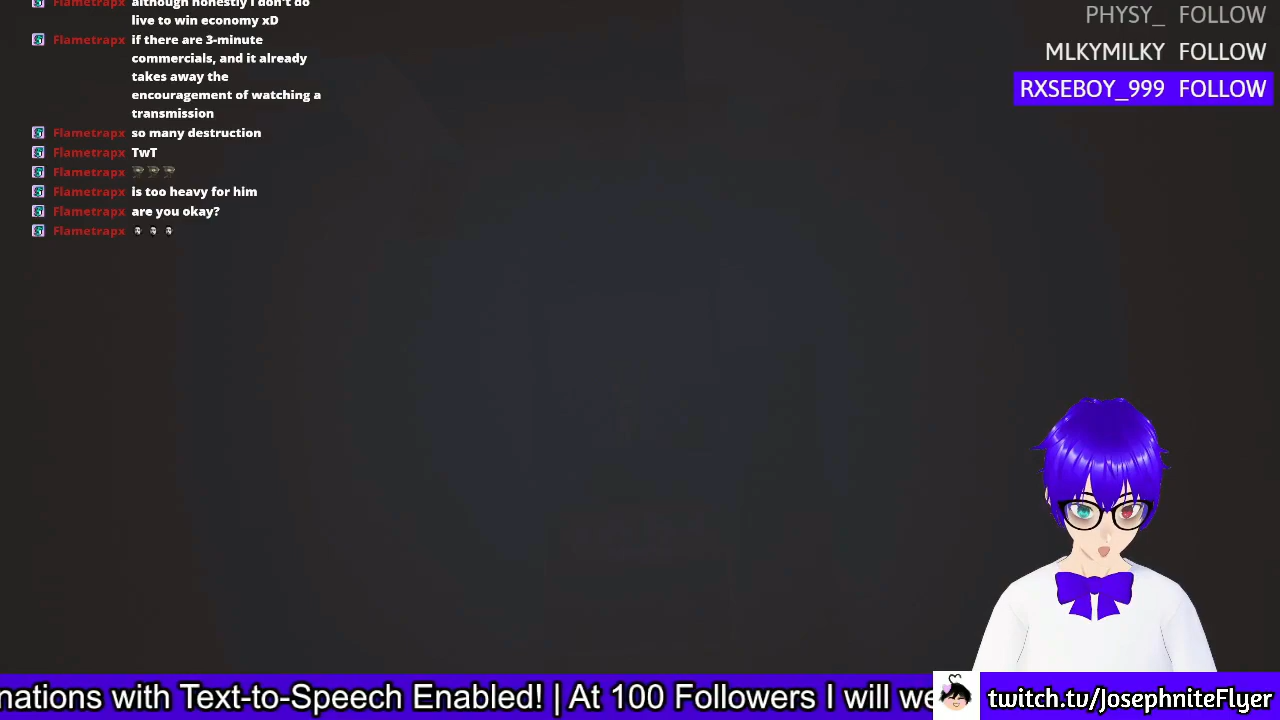 Flametrapx although honestly I don't do
live to win economy xD
Flametrapx if there are 3-minute
commercials, and it already
takes away the
encouragement of watching a
transmission
Flametrapx so many destruction
Flametrapx TwT
Flametrapx
Flametrapx is too heavy for him
Flametrapx are you okay?
Flametrapx
PHYSY_ FOLLOW
MLKYMILKY FOLLOW
RXSEBOY_999 FOLLOW
nations with Text-to-Speech Enabled! | At 100 Followers I will we
twitch.tv/JosephniteFlyer